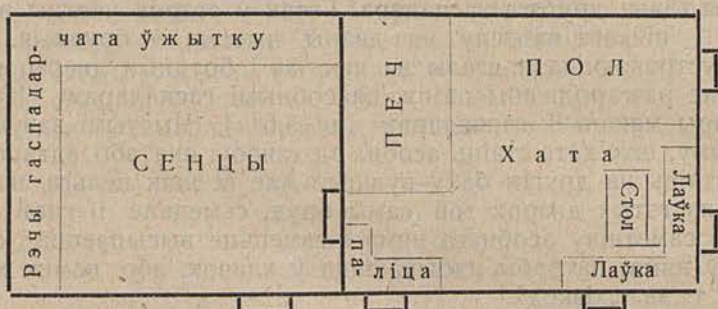 Рэчы гаспадар-
чага ўжытку
СЕНЦЫ
ПЕЧ
ПОЛ
Хата
Стол
Лаўка
па-
ліца
Лаўка